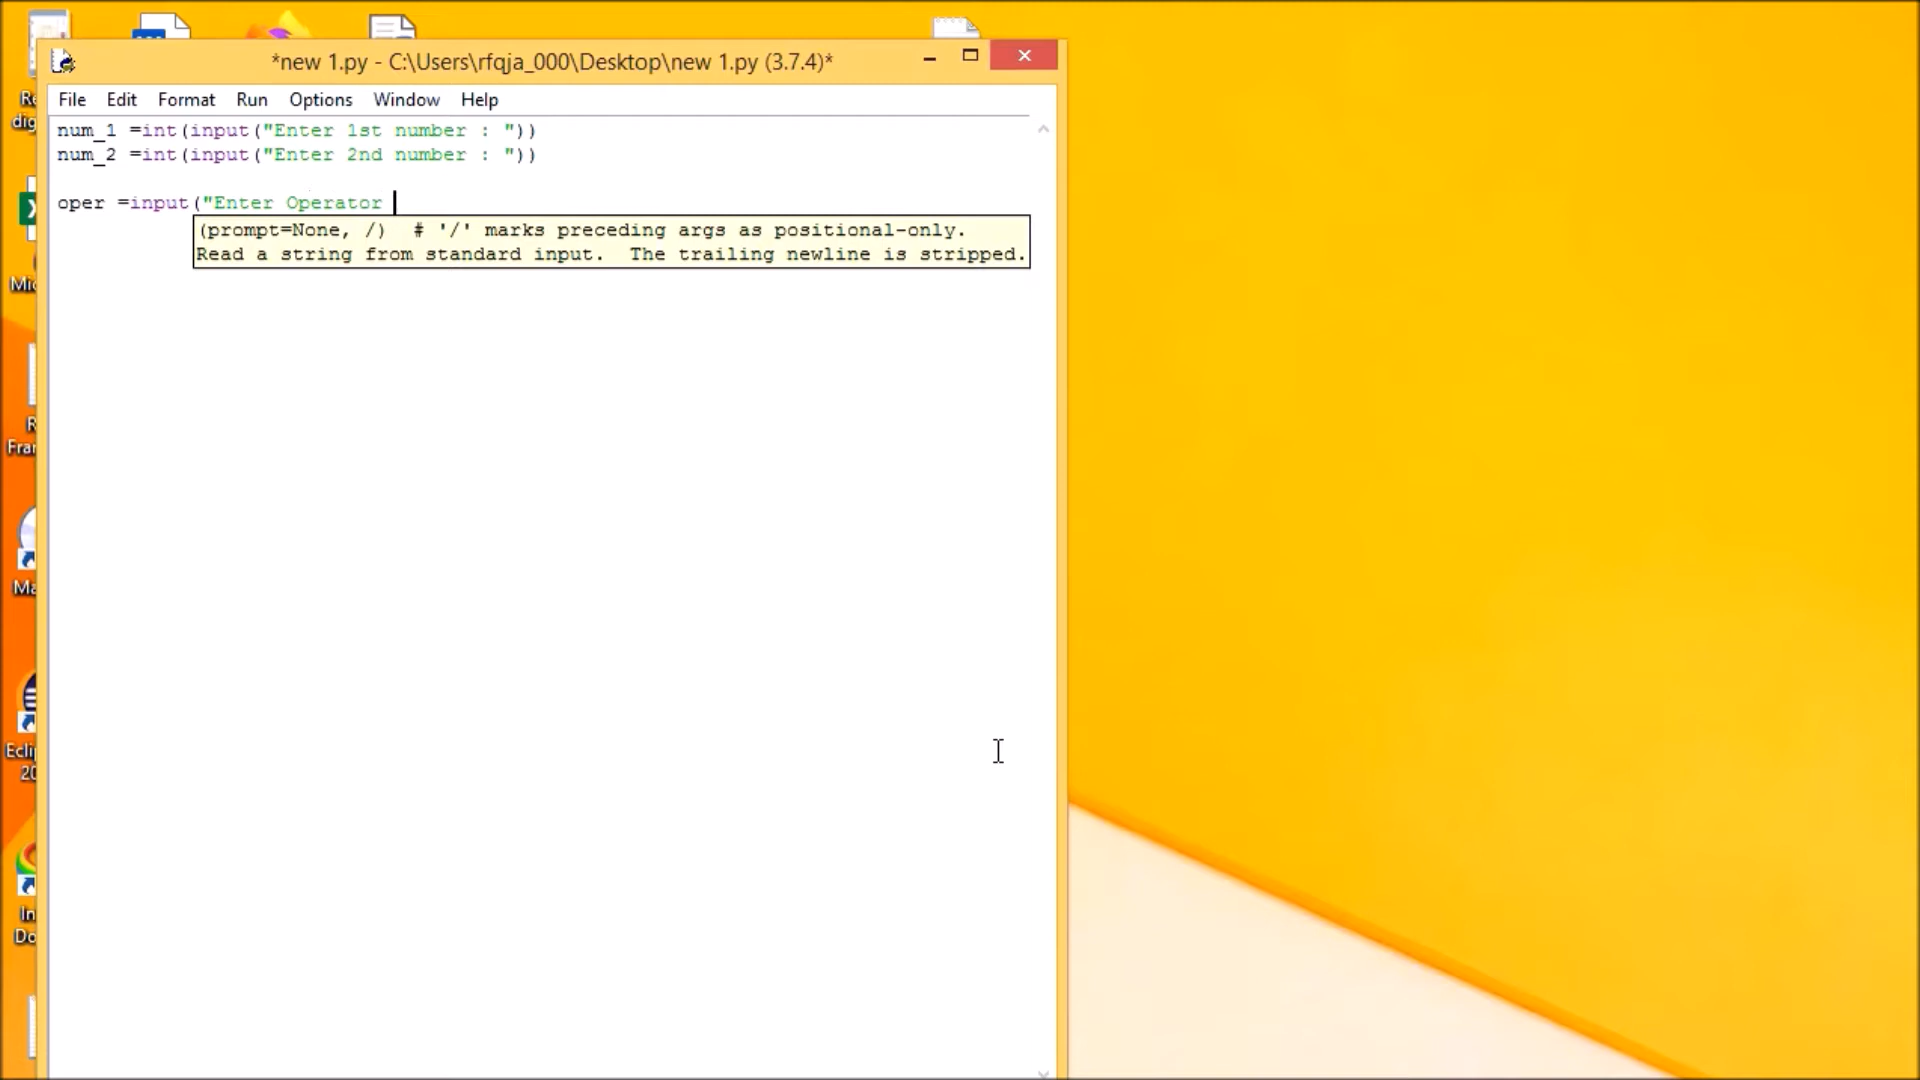 *new 1.py - C:\Users\rfqja_000\Desktop\new 1.py (3.7.4)*
File Edit Format Run Options Window Help
num_1 =int(input("Enter 1st number : "))
num_2 =int(input("Enter 2nd number : "))
oper =input("Enter Operator
(prompt=None, /)  # '/' marks preceding args as positional-only.
Read a string from standard input.  The trailing newline is stripped.